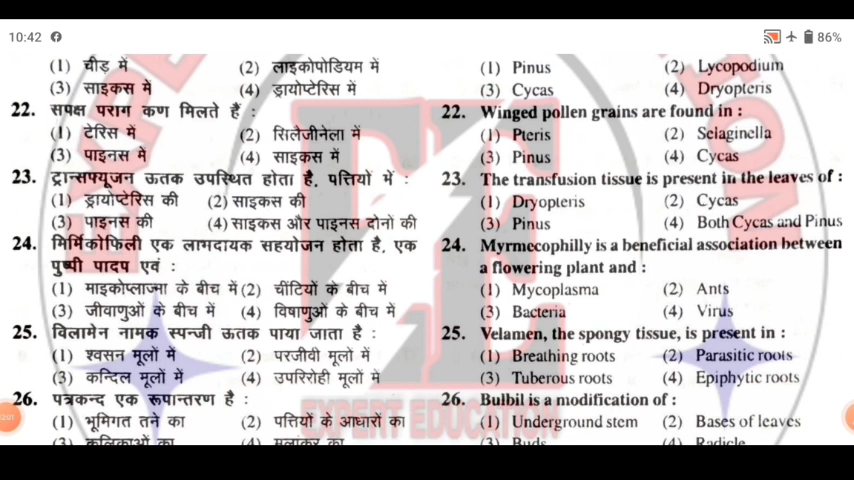 10:42
86%
(1) चीड़ में (2) लाइकोपोडियम में
(3) साइकस में (4) ड्रायोप्टेरिस में
22. सपक्ष पराग कण मिलते हैं :
(1) टेरिस में (2) सिलैजीनेला में
(3) पाइनस मे (4) साइकस में
23. ट्रान्सफ्यूजन ऊतक उपस्थित होता है, पत्तियों में :
(1) ड्रायोप्टेरिस की (2) साइकस की
(3) पाइनस की (4) साइकस और पाइनस दोनों की
24. मिर्मिकोफिली एक लाभदायक सहयोजन होता है, एक
पुष्पी पादप एवं :
(1) माइकोप्लाज्मा के बीच में (2) चींटियों के बीच में
(3) जीवाणुओं के बीच में (4) विषाणुओं के बीच में
25. विलामेन नामक स्पन्जी ऊतक पाया जाता है :
(1) श्वसन मूलों में (2) परजीवी मूलों में
(3) कन्दिल मूलों में (4) उपरिरोही मूलों मे
26. पत्रकन्द एक रूपान्तरण है :
(1) भूमिगत तने का (2) पत्तियों के आधारों का
(3) कलिकाओं का (4) मूलांकर का
(1) Pinus (2) Lycopodium
(3) Cycas (4) Dryopteris
22. Winged pollen grains are found in :
(1) Pteris (2) Selaginella
(3) Pinus (4) Cycas
23. The transfusion tissue is present in the leaves of :
(1) Dryopteris (2) Cycas
(3) Pinus (4) Both Cycas and Pinus
24. Myrmecophilly is a beneficial association between
a flowering plant and :
(1) Mycoplasma (2) Ants
(3) Bacteria (4) Virus
25. Velamen, the spongy tissue, is present in :
(1) Breathing roots (2) Parasitic roots
(3) Tuberous roots (4) Epiphytic roots
26. Bulbil is a modification of :
(1) Underground stem (2) Bases of leaves
(3) Buds (4) Radicle
EXPERT EDUCATION